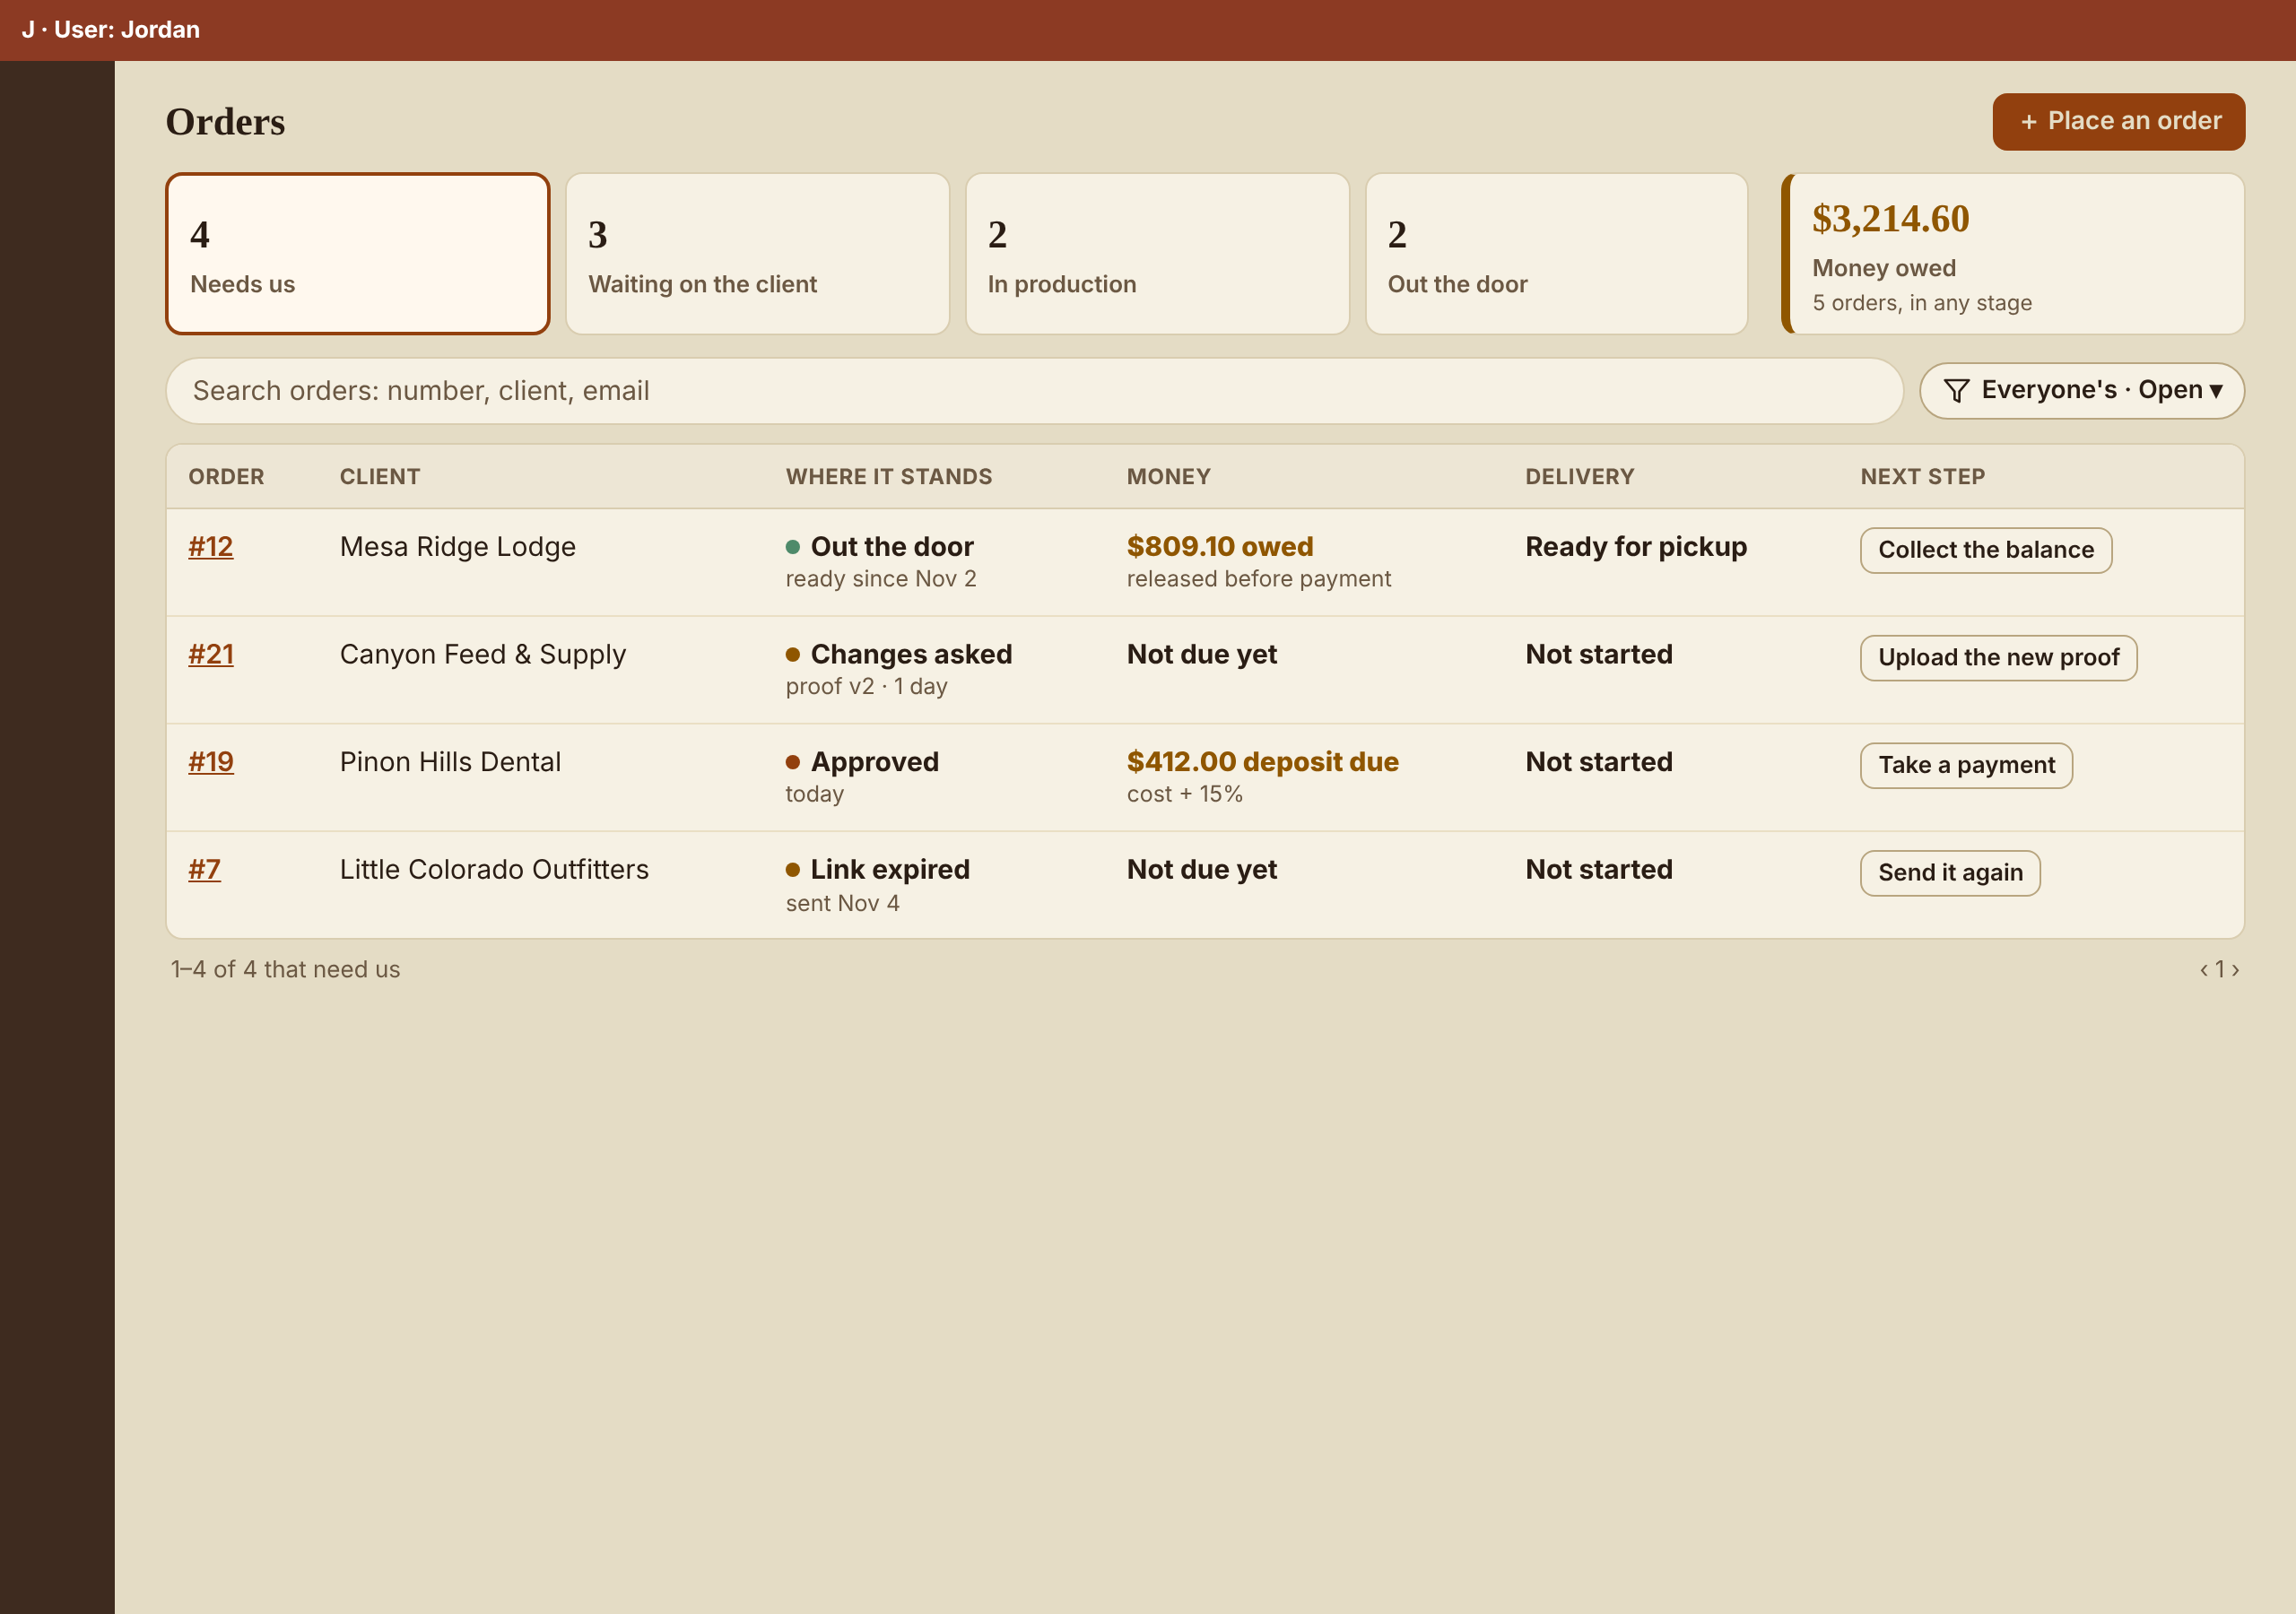 J · User: Jordan
Orders
+ Place an order
4
Needs us
3
Waiting on the client
2
In production
2
Out the door
$3,214.60
Money owed
5 orders, in any stage
Search orders: number, client, email
Everyone's · Open ▾
ORDER CLIENT WHERE IT STANDS MONEY DELIVERY NEXT STEP
#12 Mesa Ridge Lodge Out the door $809.10 owed Ready for pickup Collect the balance
ready since Nov 2 released before payment
#21 Canyon Feed & Supply Changes asked Not due yet Not started Upload the new proof
proof v2 · 1 day
#19 Pinon Hills Dental Approved $412.00 deposit due Not started Take a payment
today cost + 15%
#7 Little Colorado Outfitters Link expired Not due yet Not started Send it again
sent Nov 4
1–4 of 4 that need us ‹ 1 ›